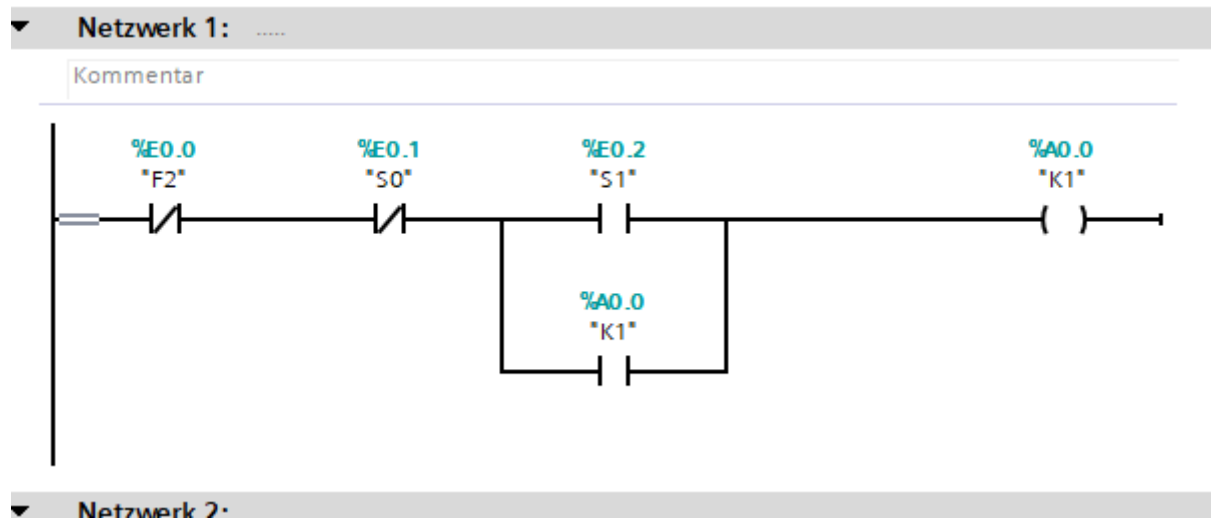 Netzwerk 1: .....
Kommentar
%E0.0 %E0.1 %E0.2 %A0.0
"F2" "S0" "S1" "K1"
%A0.0
"K1"
Netzwerk 2: